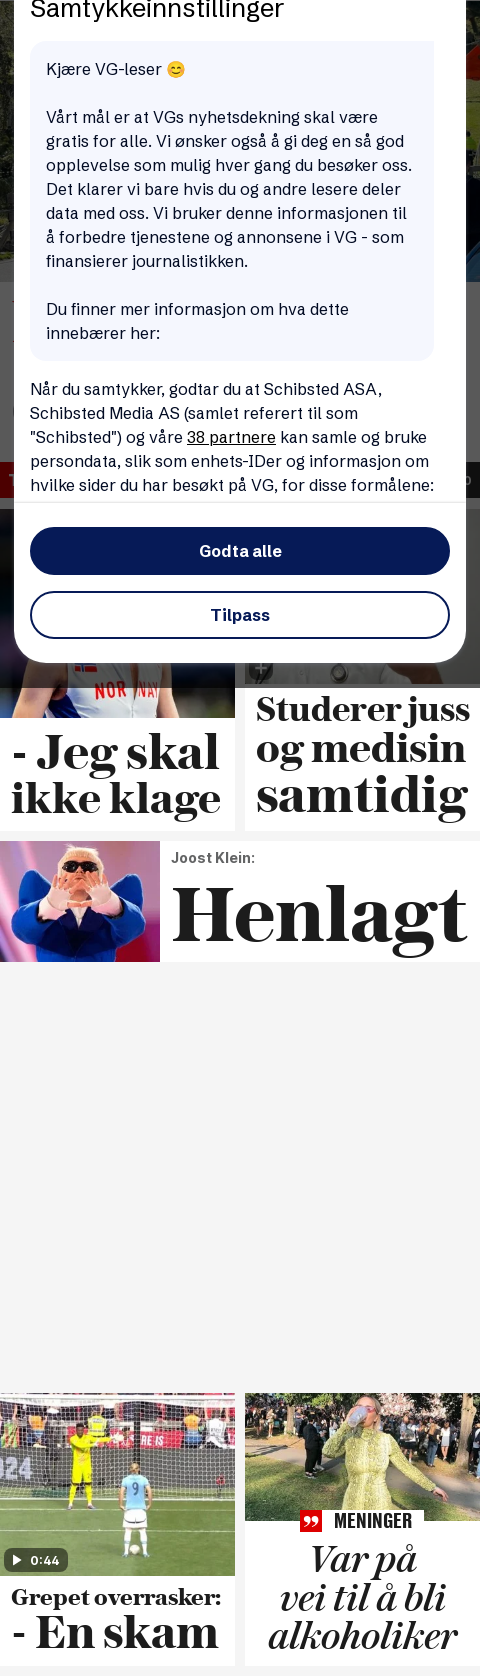 Samtykkeinnstillinger
Kjære VG-leser 😊
Vårt mål er at VGs nyhetsdekning skal være
gratis for alle. Vi ønsker også å gi deg en så god
opplevelse som mulig hver gang du besøker oss.
Det klarer vi bare hvis du og andre lesere deler
data med oss. Vi bruker denne informasjonen til
å forbedre tjenestene og annonsene i VG - som
finansierer journalistikken.
Du finner mer informasjon om hva dette
innebærer her:
Når du samtykker, godtar du at Schibsted ASA,
Schibsted Media AS (samlet referert til som
"Schibsted") og våre 38 partnere kan samle og bruke
persondata, slik som enhets-IDer og informasjon om
hvilke sider du har besøkt på VG, for disse formålene:
Godta alle
Tilpass
NORWAY
- Jeg skal
ikke klage
Studerer juss
og medisin
samtidig
Joost Klein:
Henlagt
9
0:44
Grepet overrasker:
- En skam
MENINGER
Var på
vei til å bli
alkoholiker